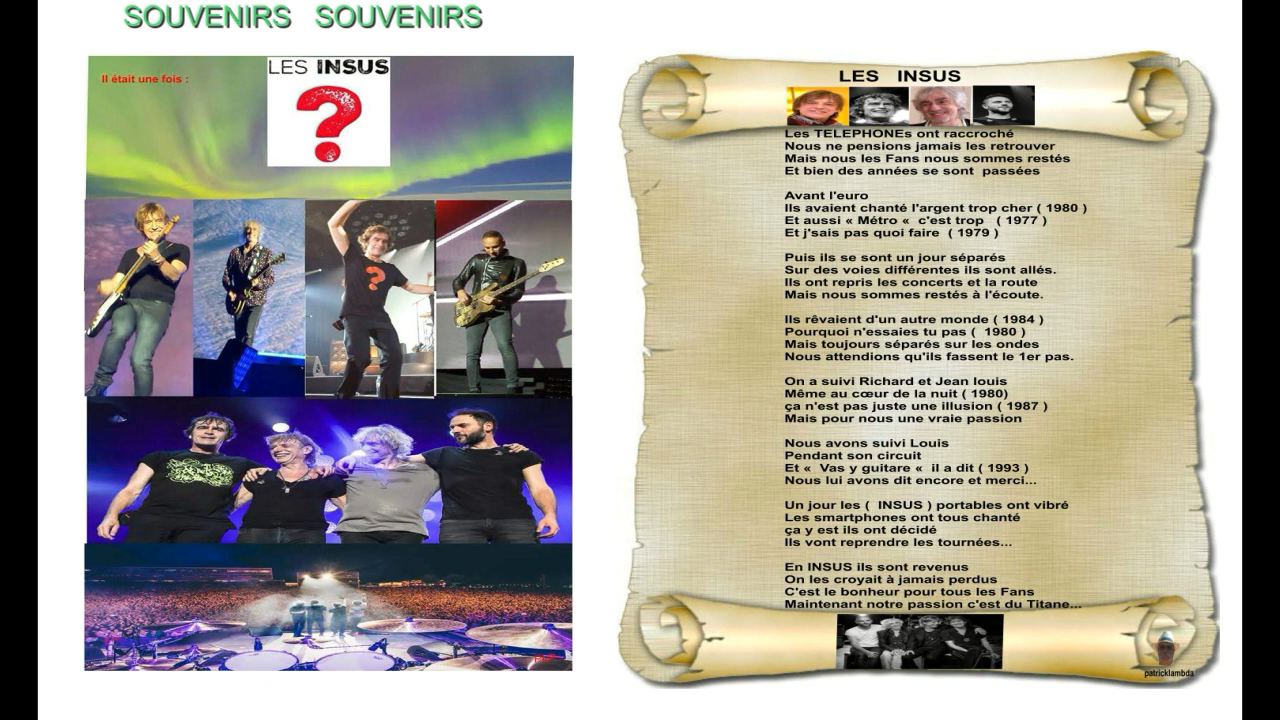 SOUVENIRS SOUVENIRS
Il était une fois :
LES INSUS
?
?
LES INSUS
Les TELEPHONEs ont raccroché
Nous ne pensions jamais les retrouver
Mais nous les Fans nous sommes restés
Et bien des années se sont passées
Avant l'euro
Ils avaient chanté l'argent trop cher ( 1980 )
Et aussi « Métro « c'est trop ( 1977 )
Et j'sais pas quoi faire ( 1979 )
Puis ils se sont un jour séparés
Sur des voies différentes ils sont allés.
Ils ont repris les concerts et la route
Mais nous sommes restés à l'écoute.
Ils rêvaient d'un autre monde ( 1984 )
Pourquoi n'essaies tu pas ( 1980 )
Mais toujours séparés sur les ondes
Nous attendions qu'ils fassent le 1er pas.
On a suivi Richard et Jean louis
Même au cœur de la nuit ( 1980)
ça n'est pas juste une illusion ( 1987 )
Mais pour nous une vraie passion
Nous avons suivi Louis
Pendant son circuit
Et « Vas y guitare « il a dit ( 1993 )
Nous lui avons dit encore et merci...
Un jour les ( INSUS ) portables ont vibré
Les smartphones ont tous chanté
ça y est ils ont décidé
Ils vont reprendre les tournées...
En INSUS ils sont revenus
On les croyait à jamais perdus
C'est le bonheur pour tous les Fans
Maintenant notre passion c'est du Titane...
patricklambda